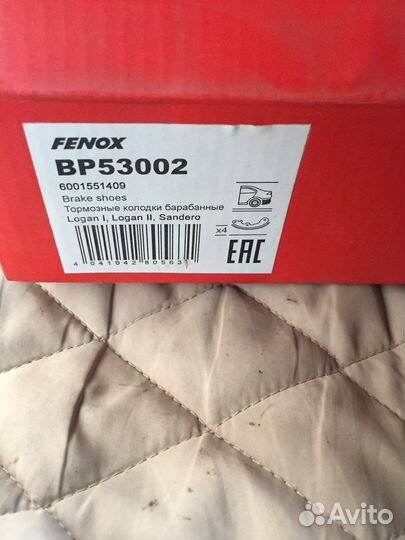 FENOX
BP53002
6001551409
Brake shoes
Тормозные колодки барабанные
Logan I, Logan II, Sandero
x4
EAC
Avito